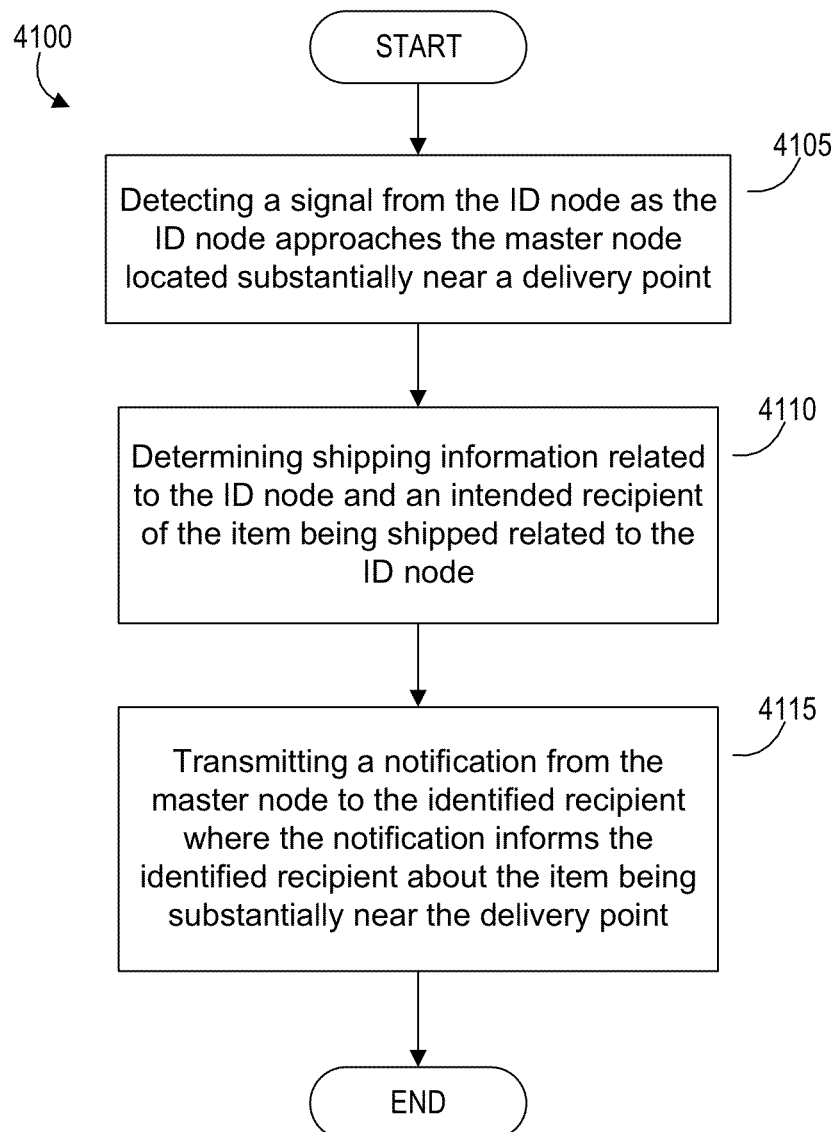 4100
START
4105
Detecting a signal from the ID node as the
ID node approaches the master node
located substantially near a delivery point
4110
Determining shipping information related
to the ID node and an intended recipient
of the item being shipped related to the
ID node
4115
Transmitting a notification from the
master node to the identified recipient
where the notification informs the
identified recipient about the item being
substantially near the delivery point
END